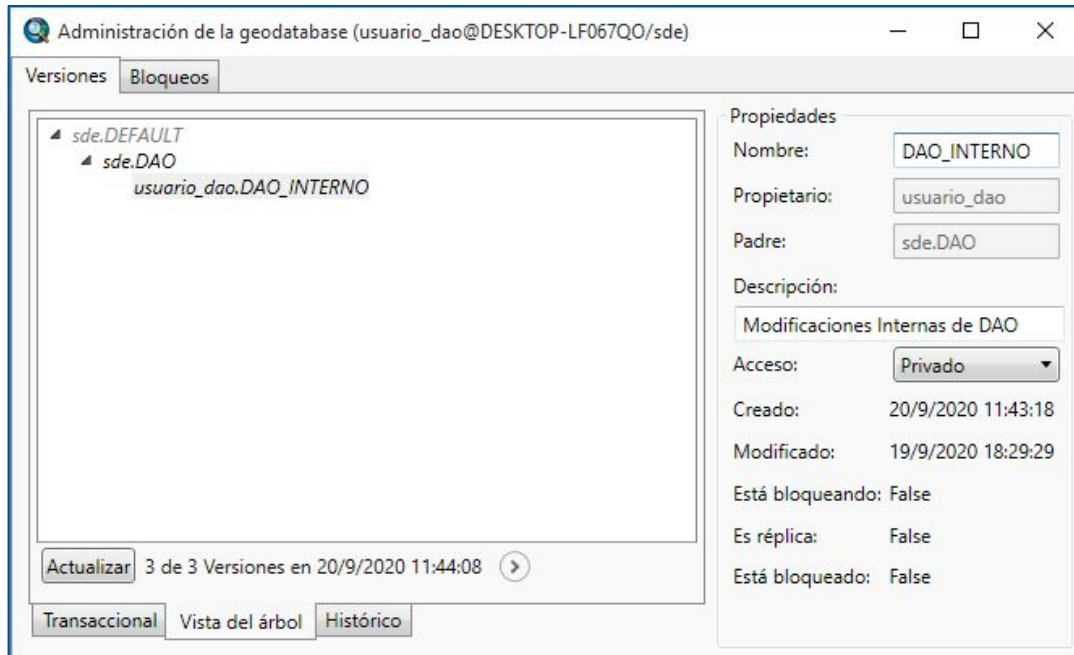 Administración de la geodatabase (usuario_dao@DESKTOP-LF067QO/sde)
Versiones
Bloqueos
sde.DEFAULT
sde.DAO
usuario_dao.DAO_INTERNO
Actualizar
3 de 3 Versiones en 20/9/2020 11:44:08
Transaccional
Vista del árbol
Histórico
Propiedades
Nombre: DAO_INTERNO
Propietario: usuario_dao
Padre: sde.DAO
Descripción:
Modificaciones Internas de DAO
Acceso: Privado
Creado: 20/9/2020 11:43:18
Modificado: 19/9/2020 18:29:29
Está bloqueando: False
Es réplica: False
Está bloqueado: False